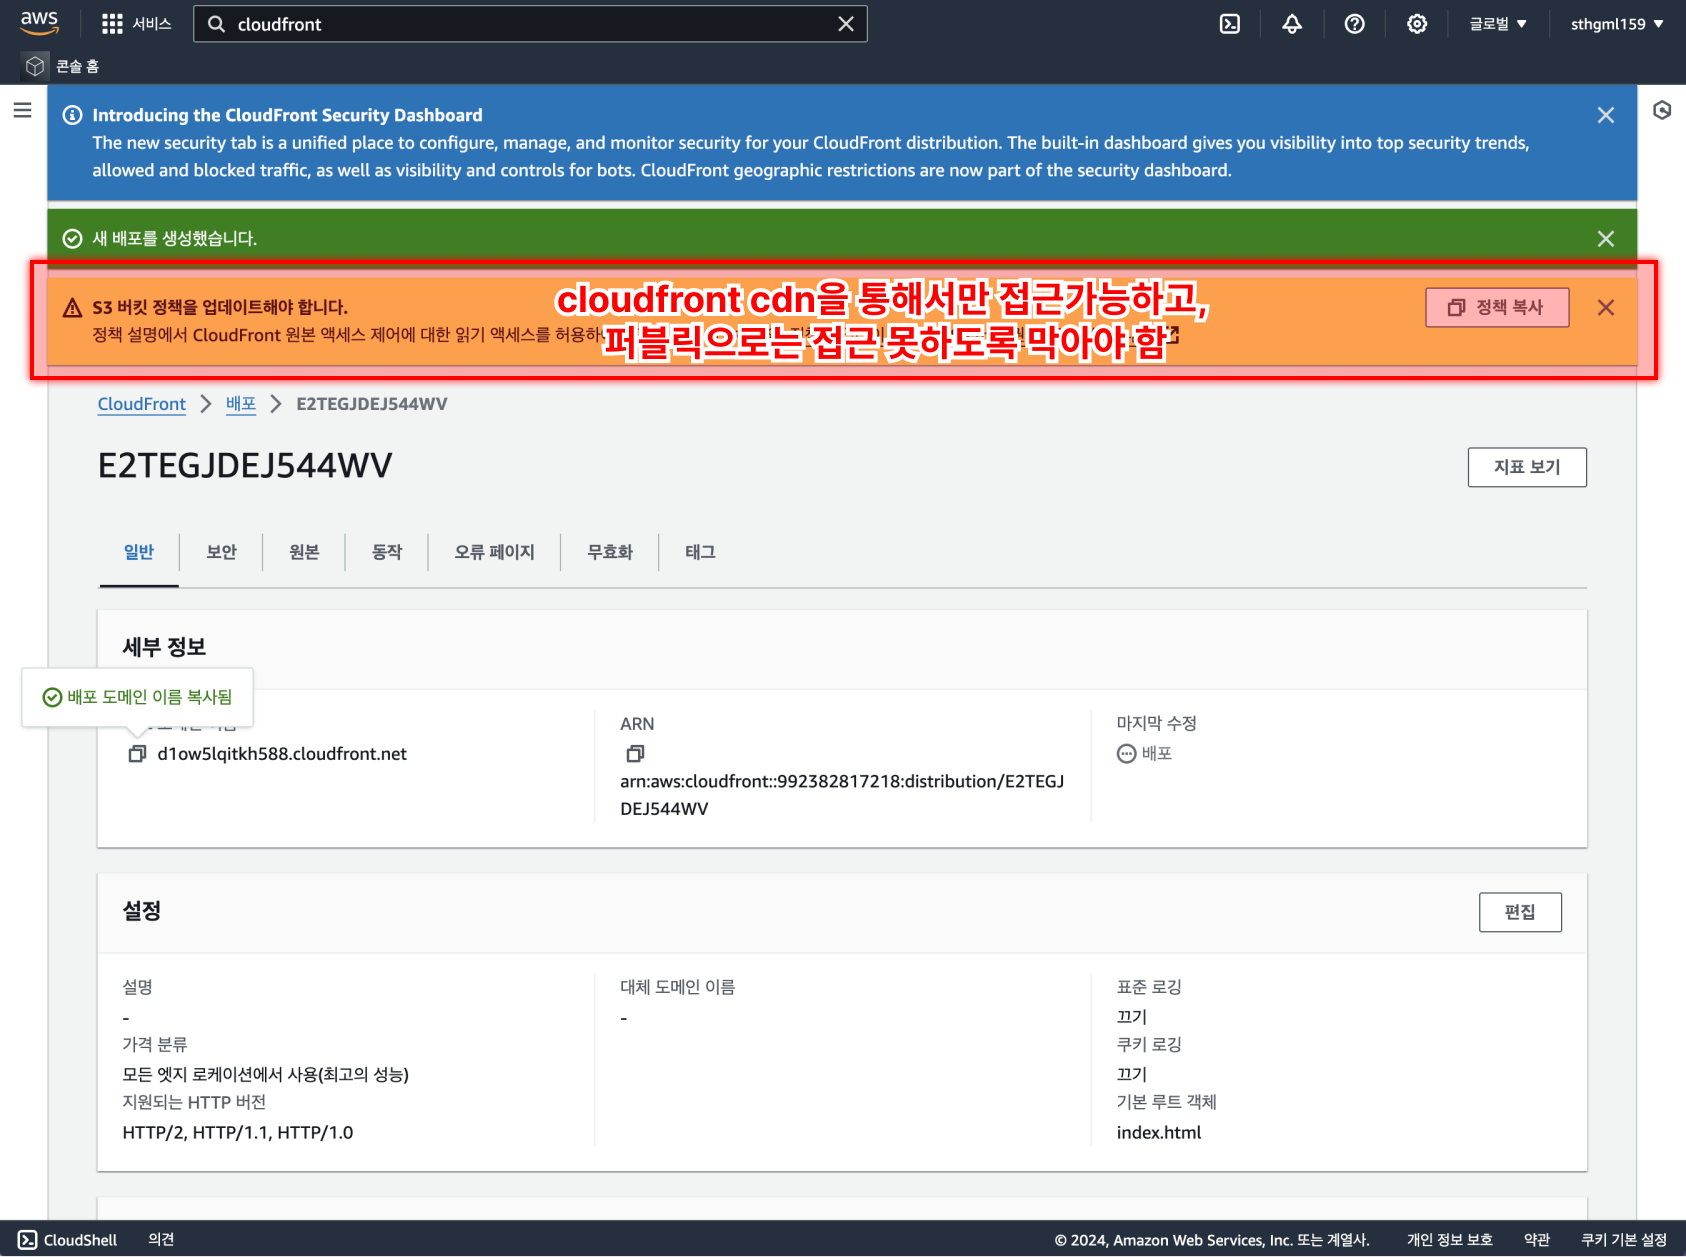 aws
서비스
cloudfront
글로벌
sthgml159
콘솔 홈
Introducing the CloudFront Security Dashboard
The new security tab is a unified place to configure, manage, and monitor security for your CloudFront distribution. The built-in dashboard gives you visibility into top security trends,
allowed and blocked traffic, as well as visibility and controls for bots. CloudFront geographic restrictions are now part of the security dashboard.
새 배포를 생성했습니다.
S3 버킷 정책을 업데이트해야 합니다.
정책 설명에서 CloudFront 원본 액세스 제어에 대한 읽기 액세스를 허용하
cloudfront cdn을 통해서만 접근가능하고,
퍼블릭으로는 접근 못하도록 막아야 함
정책 복사
CloudFront
배포
E2TEGJDEJ544WV
E2TEGJDEJ544WV
지표 보기
일반
보안
원본
동작
오류 페이지
무효화
태그
세부 정보
배포 도메인 이름 복사됨
d1ow5lqitkh588.cloudfront.net
ARN
arn:aws:cloudfront::992382817218:distribution/E2TEGJ
DEJ544WV
마지막 수정
배포
설정
편집
설명
-
가격 분류
모든 엣지 로케이션에서 사용(최고의 성능)
지원되는 HTTP 버전
HTTP/2, HTTP/1.1, HTTP/1.0
대체 도메인 이름
-
표준 로깅
끄기
쿠키 로깅
끄기
기본 루트 객체
index.html
CloudShell
의견
© 2024, Amazon Web Services, Inc. 또는 계열사.
개인 정보 보호
약관
쿠키 기본 설정